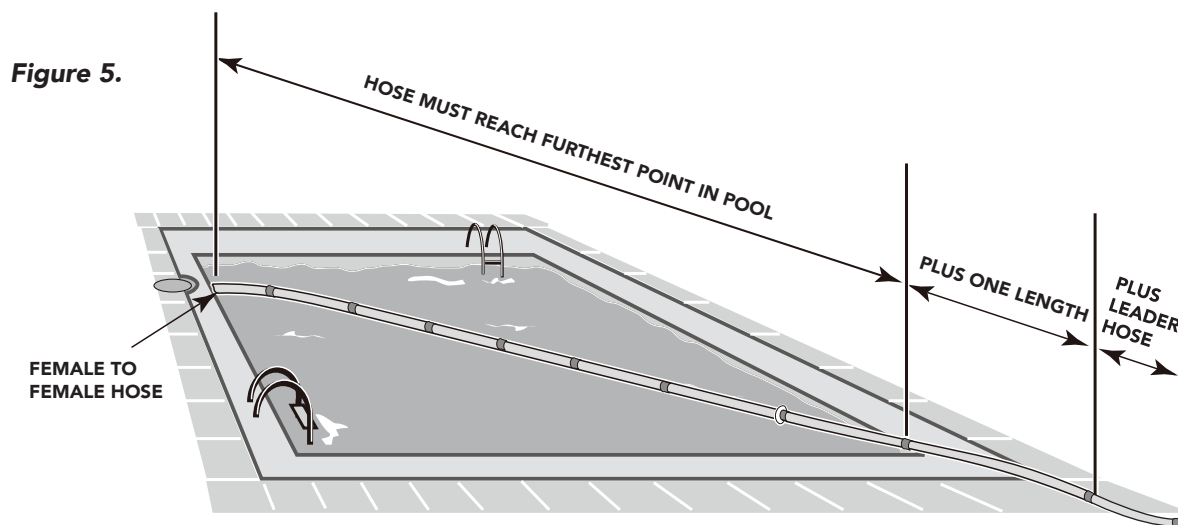 Figure 5.
HOSE MUST REACH FURTHEST POINT IN POOL
PLUS ONE LENGTH
PLUS
LEADER
HOSE
FEMALE TO
FEMALE HOSE